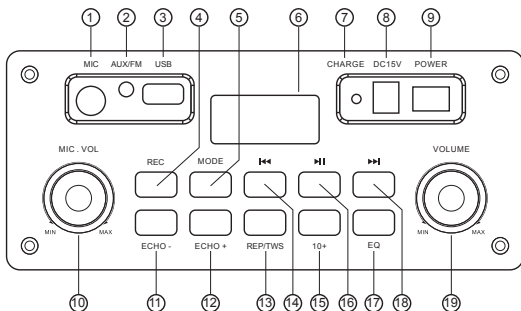 ① ② ③ ④ ⑤ ⑥ ⑦ ⑧ ⑨
MIC AUX/FM USB CHARGE DC15V POWER
MIC . VOL VOLUME
REC MODE
MIN MAX MIN MAX
ECHO - ECHO + REP/TWS 10+ EQ
⑩ ⑪ ⑫ ⑬ ⑭ ⑮ ⑯ ⑰ ⑱ ⑲